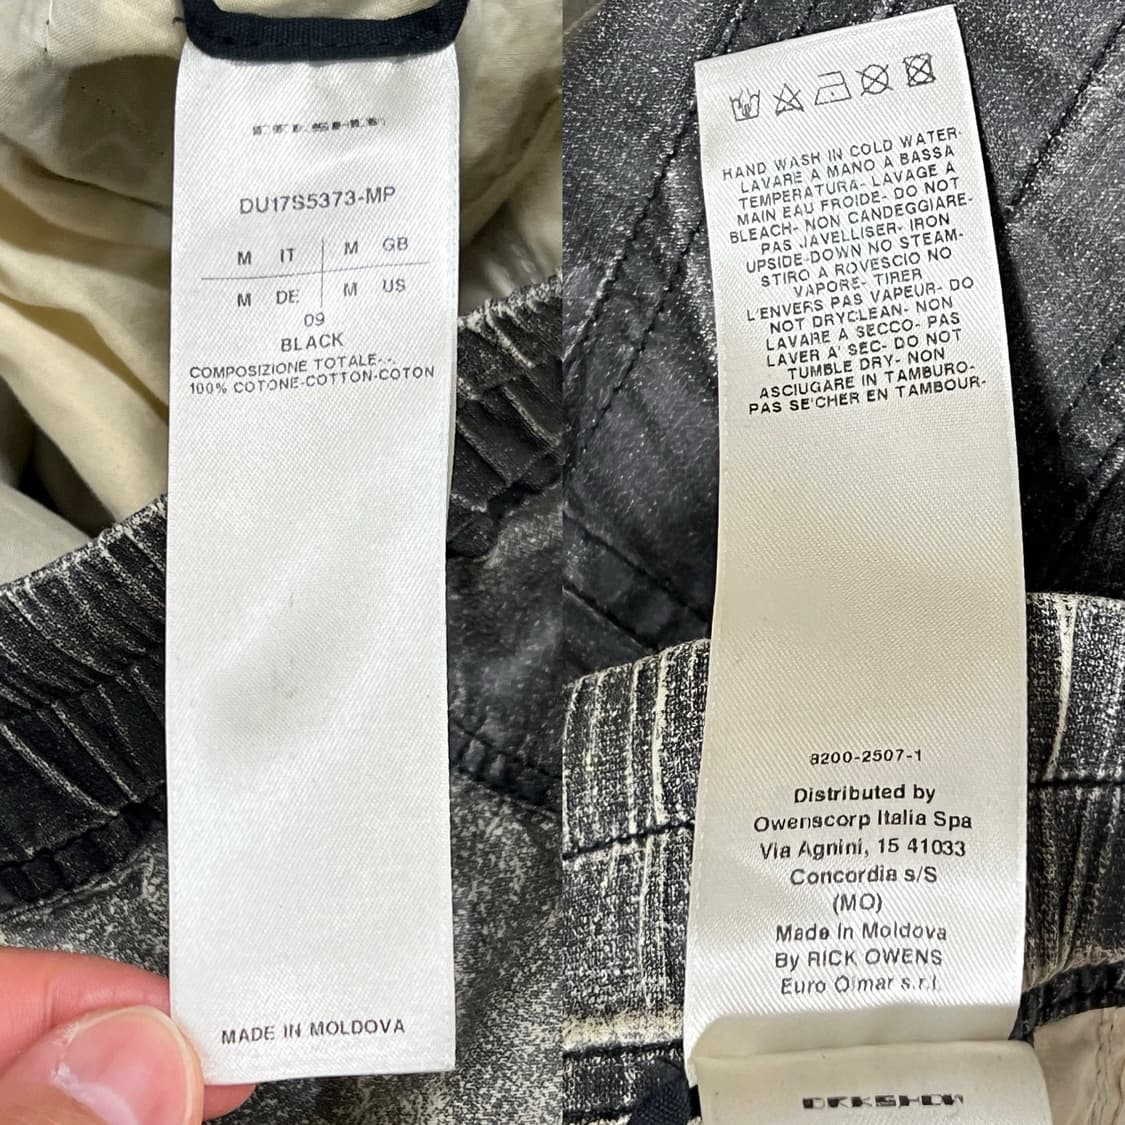 DRKSHDW
DU17S5373-MP
M IT M GB
M DE M US
09
BLACK
COMPOSIZIONE TOTALE-.-.
100% COTONE-COTTON-COTON
MADE IN MOLDOVA
HAND WASH IN COLD WATER-
LAVARE A MANO A BASSA
TEMPERATURA- LAVAGE A
MAIN EAU FROIDE- DO NOT
BLEACH- NON CANDEGGIARE-
PAS JAVELLISER- IRON
UPSIDE-DOWN NO STEAM-
STIRO A ROVESCIO NO
VAPORE- TIRER
L'ENVERS PAS VAPEUR- DO
NOT DRYCLEAN- NON
LAVARE A SECCO- PAS
LAVER A' SEC- DO NOT
TUMBLE DRY- NON
ASCIUGARE IN TAMBURO-
PAS SE'CHER EN TAMBOUR-
8200-2507-1
Distributed by
Owenscorp Italia Spa
Via Agnini, 15 41033
Concordia s/S
(MO)
Made In Moldova
By RICK OWENS
Euro Olmar s.r.l.
DRKSHDW